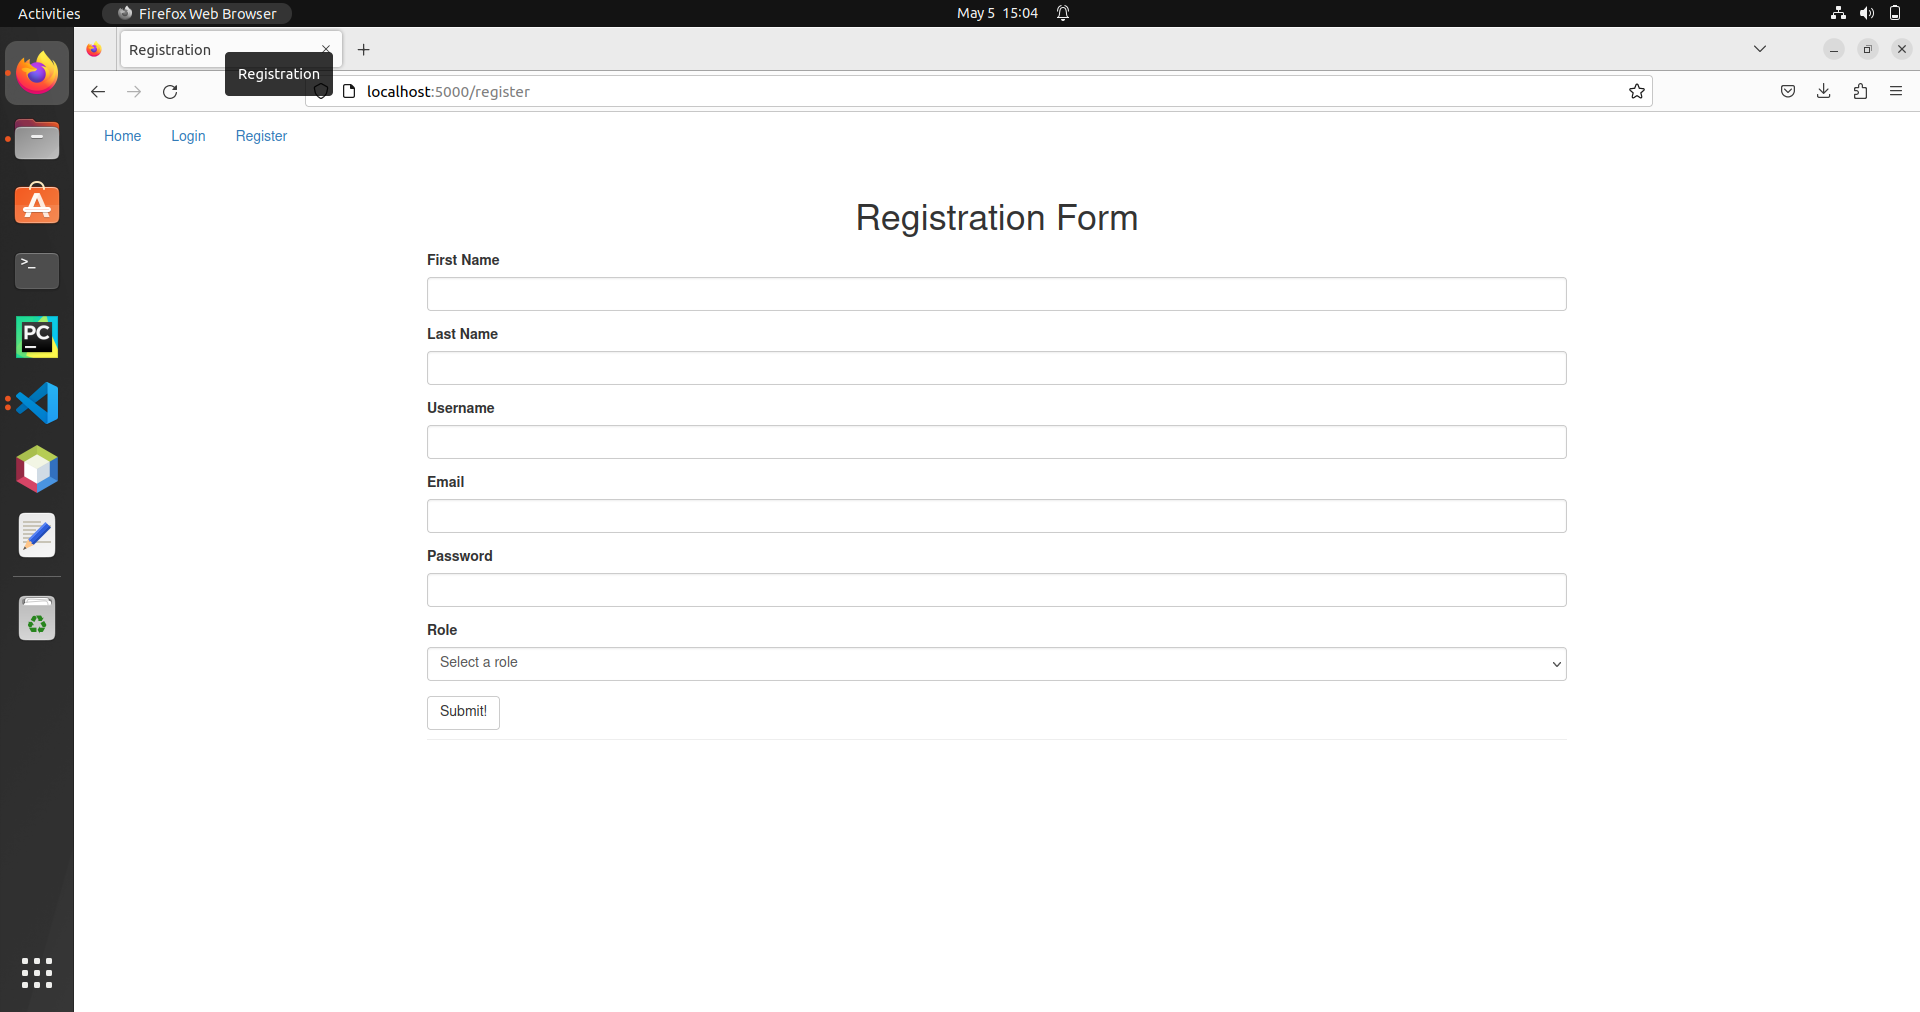 Activities
Firefox Web Browser
May 5 15:04
Registration
Registration
localhost:5000/register
Home
Login
Register
Registration Form
First Name
Last Name
Username
Email
Password
Role
Select a role
Submit!
>_
PC